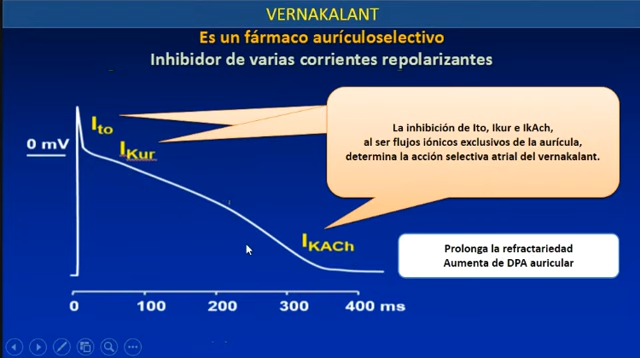 VERNAKALANT
Es un fármaco aurículoselectivo
Inhibidor de varias corrientes repolarizantes
Ito
IKur
0 mV
La inhibición de Ito, Ikur e IkAch,
al ser flujos iónicos exclusivos de la aurícula,
determina la acción selectiva atrial del vernakalant.
IKACh
Prolonga la refractariedad
Aumenta de DPA auricular
0 100 200 300 400 ms